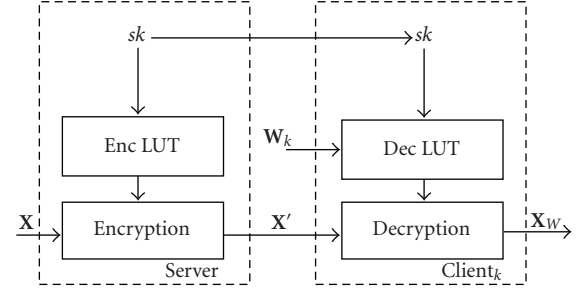 sk sk
Enc LUT
W_k
Dec LUT
X
Encryption
X′
Decryption
X_W
Server
Client_k